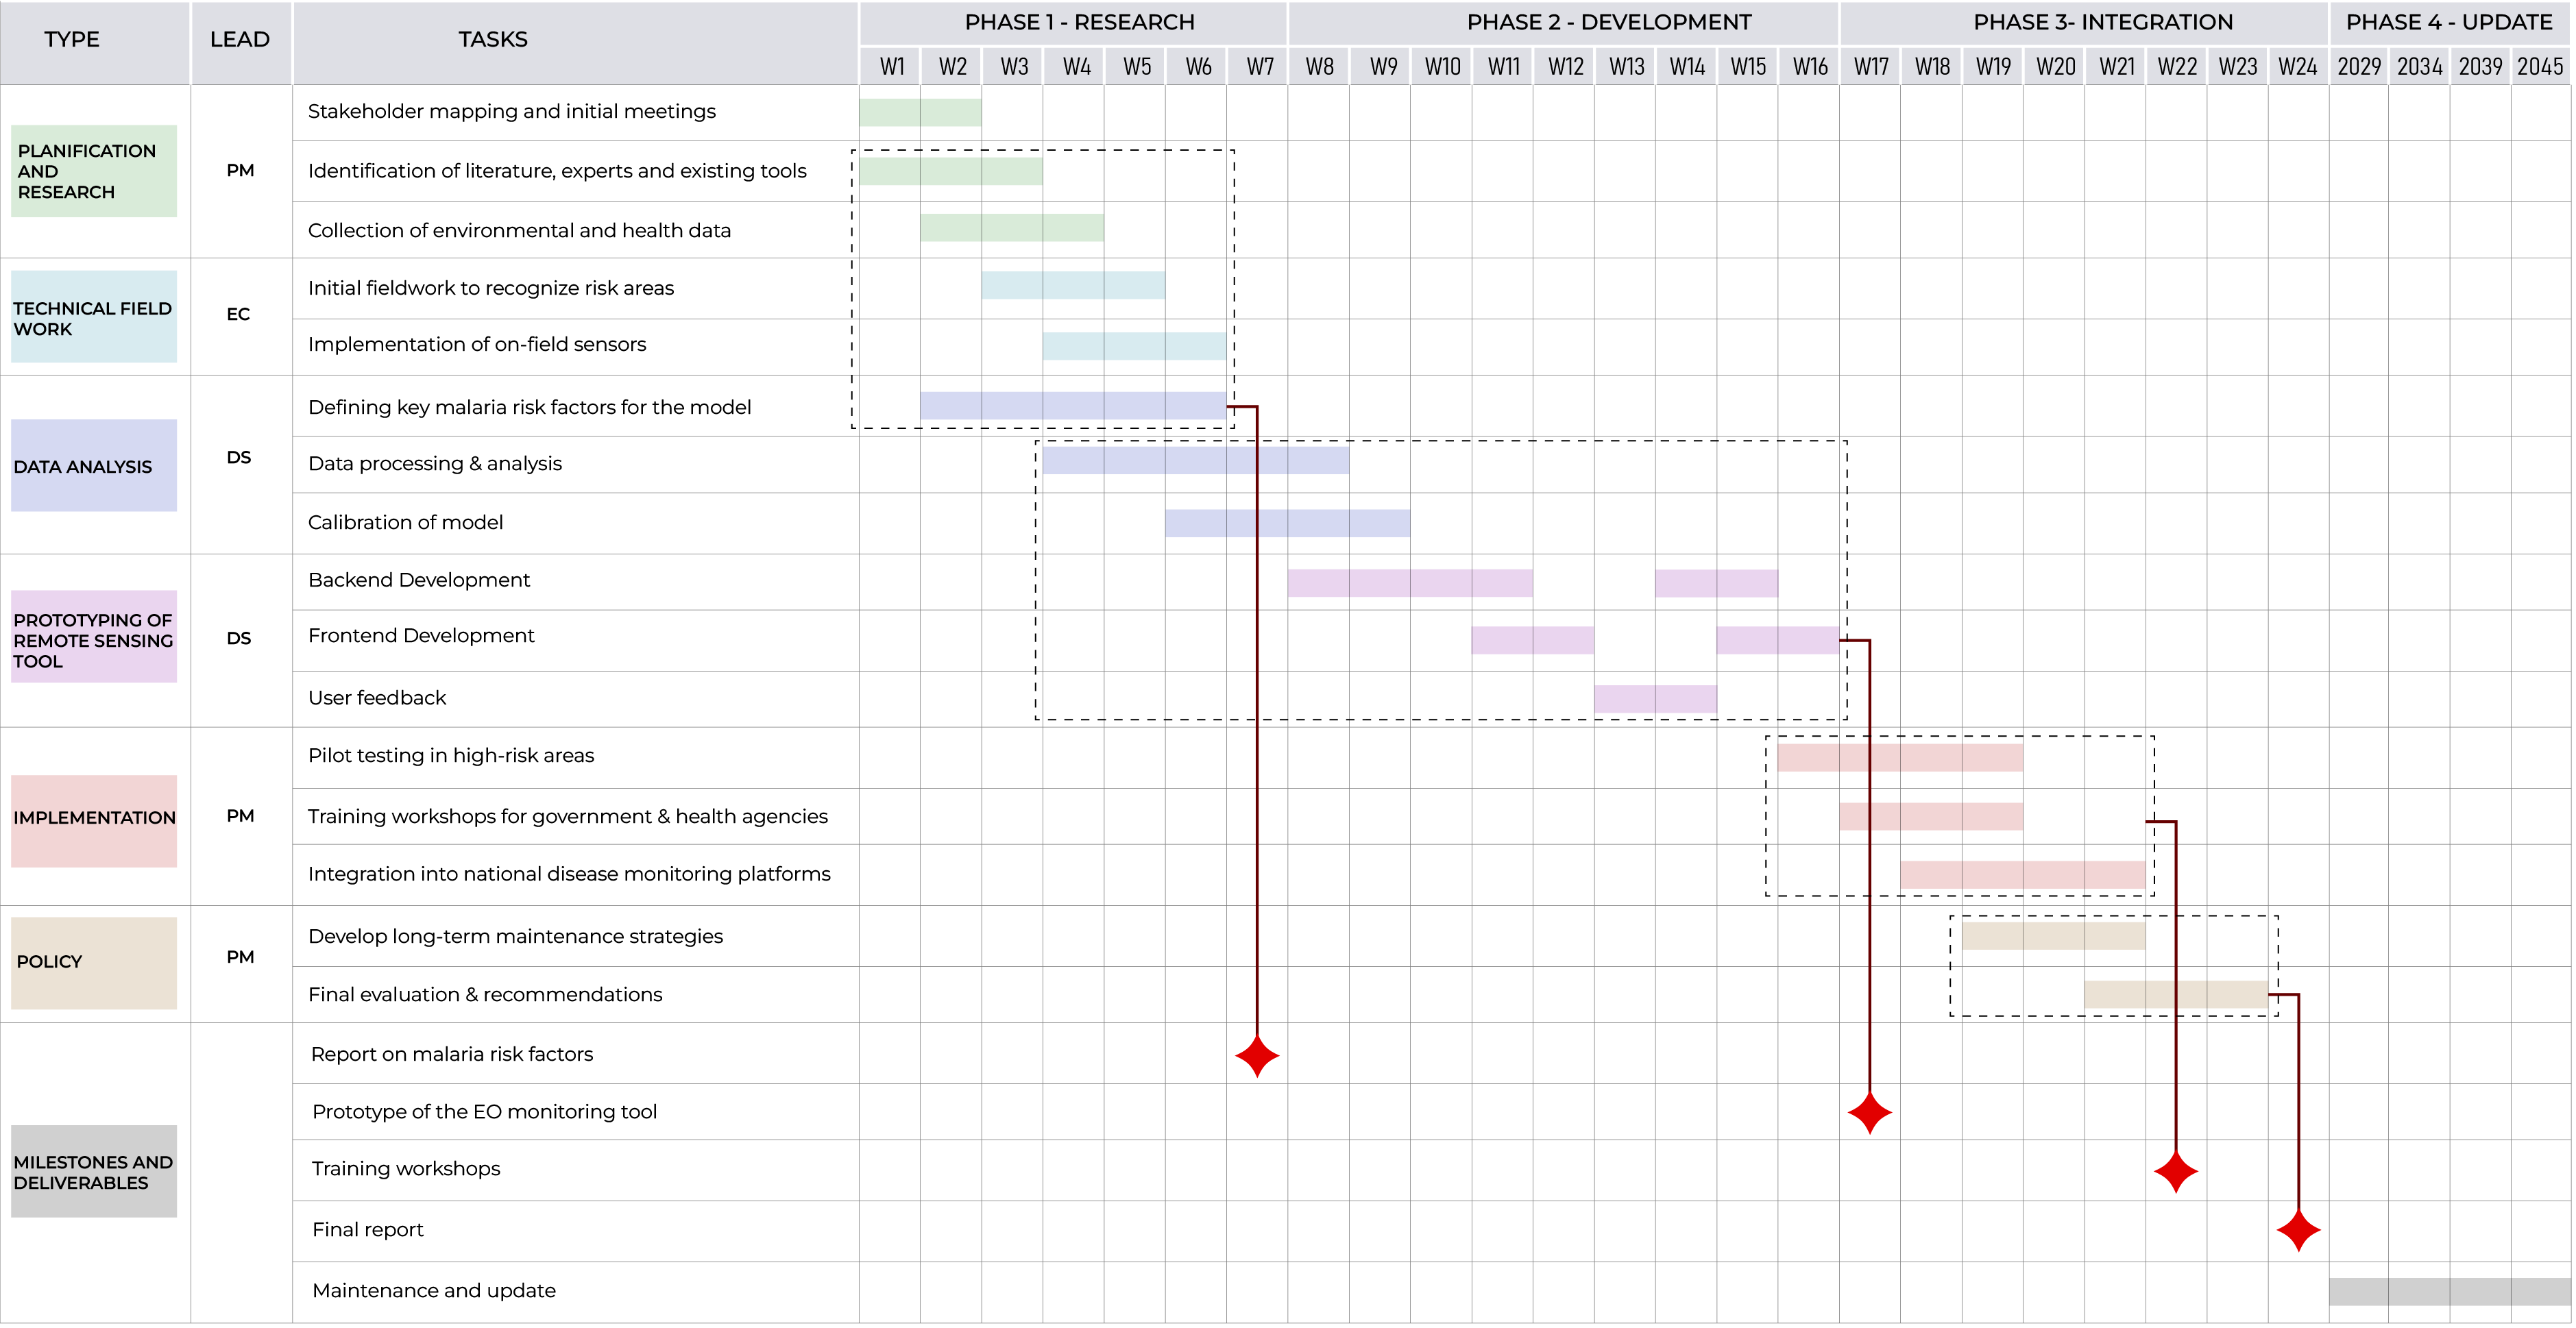 TYPE
LEAD
TASKS
PHASE 1 - RESEARCH
PHASE 2 - DEVELOPMENT
PHASE 3- INTEGRATION
PHASE 4 - UPDATE
W1 W2 W3 W4 W5 W6 W7 W8 W9 W10 W11 W12 W13 W14 W15 W16 W17 W18 W19 W20 W21 W22 W23 W24 2029 2034 2039 2045
PLANIFICATION
AND
RESEARCH
PM
Stakeholder mapping and initial meetings
Identification of literature, experts and existing tools
Collection of environmental and health data
TECHNICAL FIELD
WORK
EC
Initial fieldwork to recognize risk areas
Implementation of on-field sensors
DATA ANALYSIS
DS
Defining key malaria risk factors for the model
Data processing & analysis
Calibration of model
PROTOTYPING OF
REMOTE SENSING
TOOL
DS
Backend Development
Frontend Development
User feedback
IMPLEMENTATION
PM
Pilot testing in high-risk areas
Training workshops for government & health agencies
Integration into national disease monitoring platforms
POLICY
PM
Develop long-term maintenance strategies
Final evaluation & recommendations
MILESTONES AND
DELIVERABLES
Report on malaria risk factors
Prototype of the EO monitoring tool
Training workshops
Final report
Maintenance and update